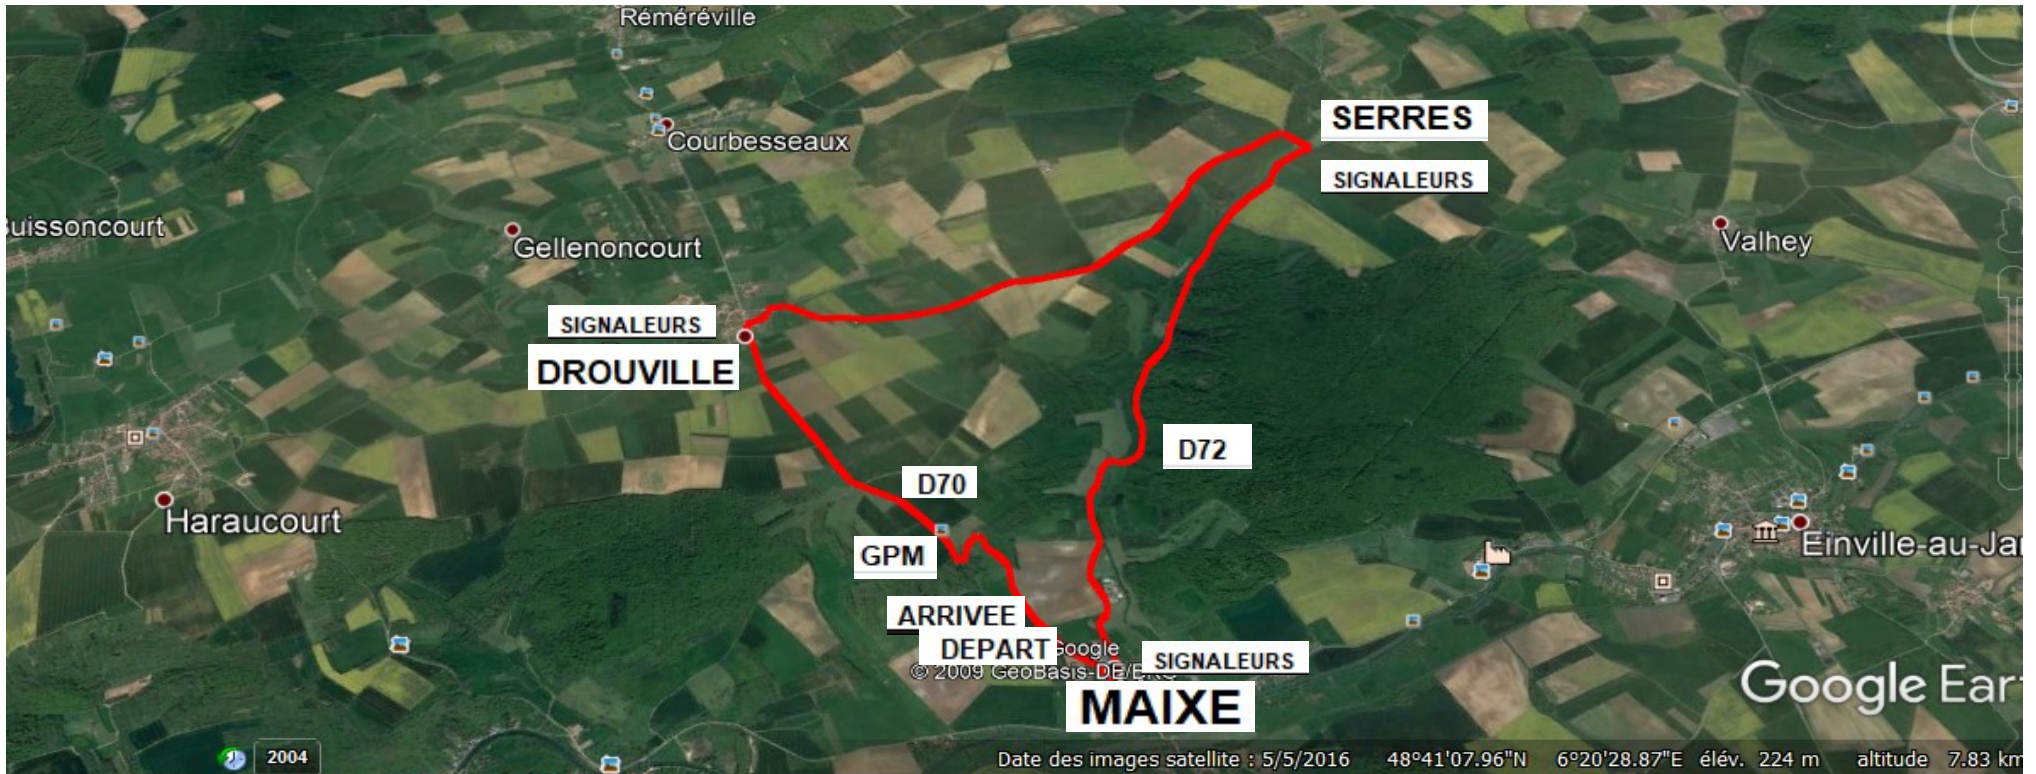 Réméréville
SERRES
Courbesseaux
SIGNALEURS
uissoncourt
Gellenoncourt
Valhey
SIGNALEURS
DROUVILLE
D72
D70
Haraucourt
Einville-au-Jar
GPM
ARRIVEE
DEPART
Google
SIGNALEURS
© 2009 GeoBasis-DE/BKG
MAIXE
Google Eart
2004
Date des images satellite : 5/5/2016 48°41'07.96"N 6°20'28.87"E élév. 224 m altitude 7.83 km